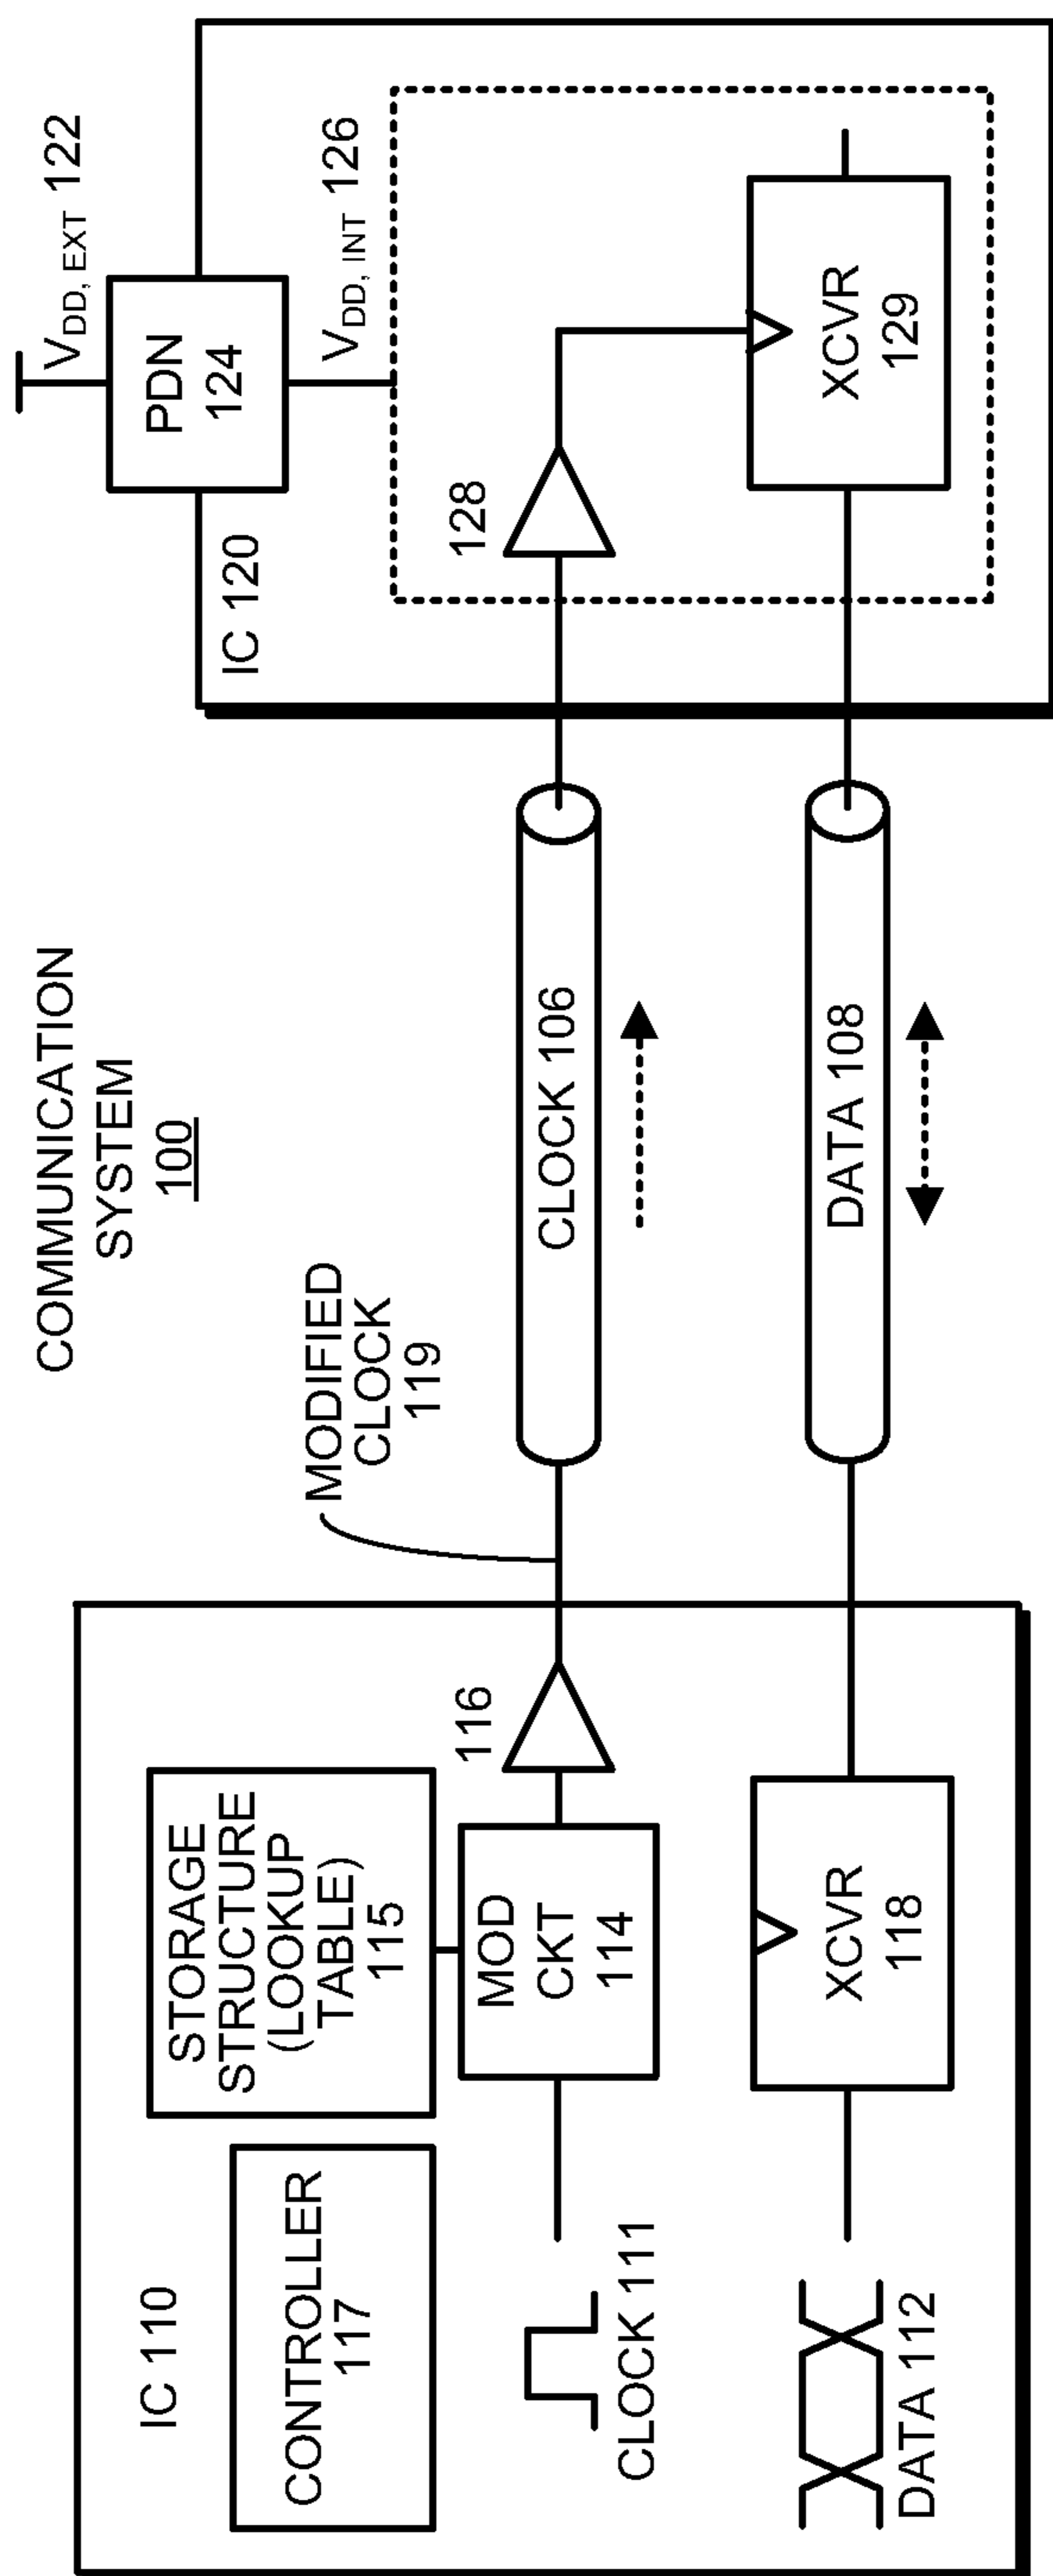 COMMUNICATION
SYSTEM
100
IC 110
CONTROLLER
117
STORAGE
STRUCTURE
(LOOKUP
TABLE)
115
MOD
CKT
114
116
CLOCK 111
DATA 112
XCVR
118
MODIFIED
CLOCK
119
CLOCK 106
DATA 108
IC 120
VDD, EXT 122
PDN
124
VDD, INT 126
128
XCVR
129